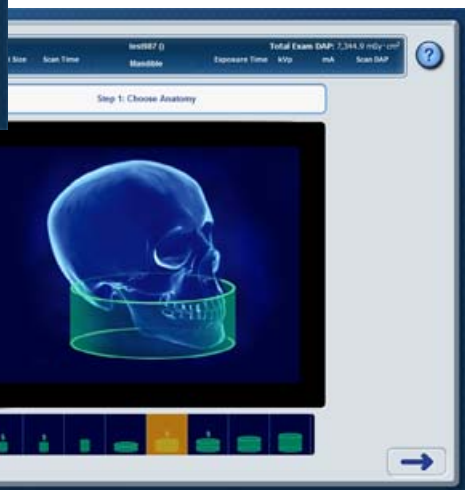 test987 () Total Exam DAP: 7,344.9 mGy·cm²
Size Scan Time Mandible Exposure Time kVp mA Scan DAP
?
Step 1: Choose Anatomy